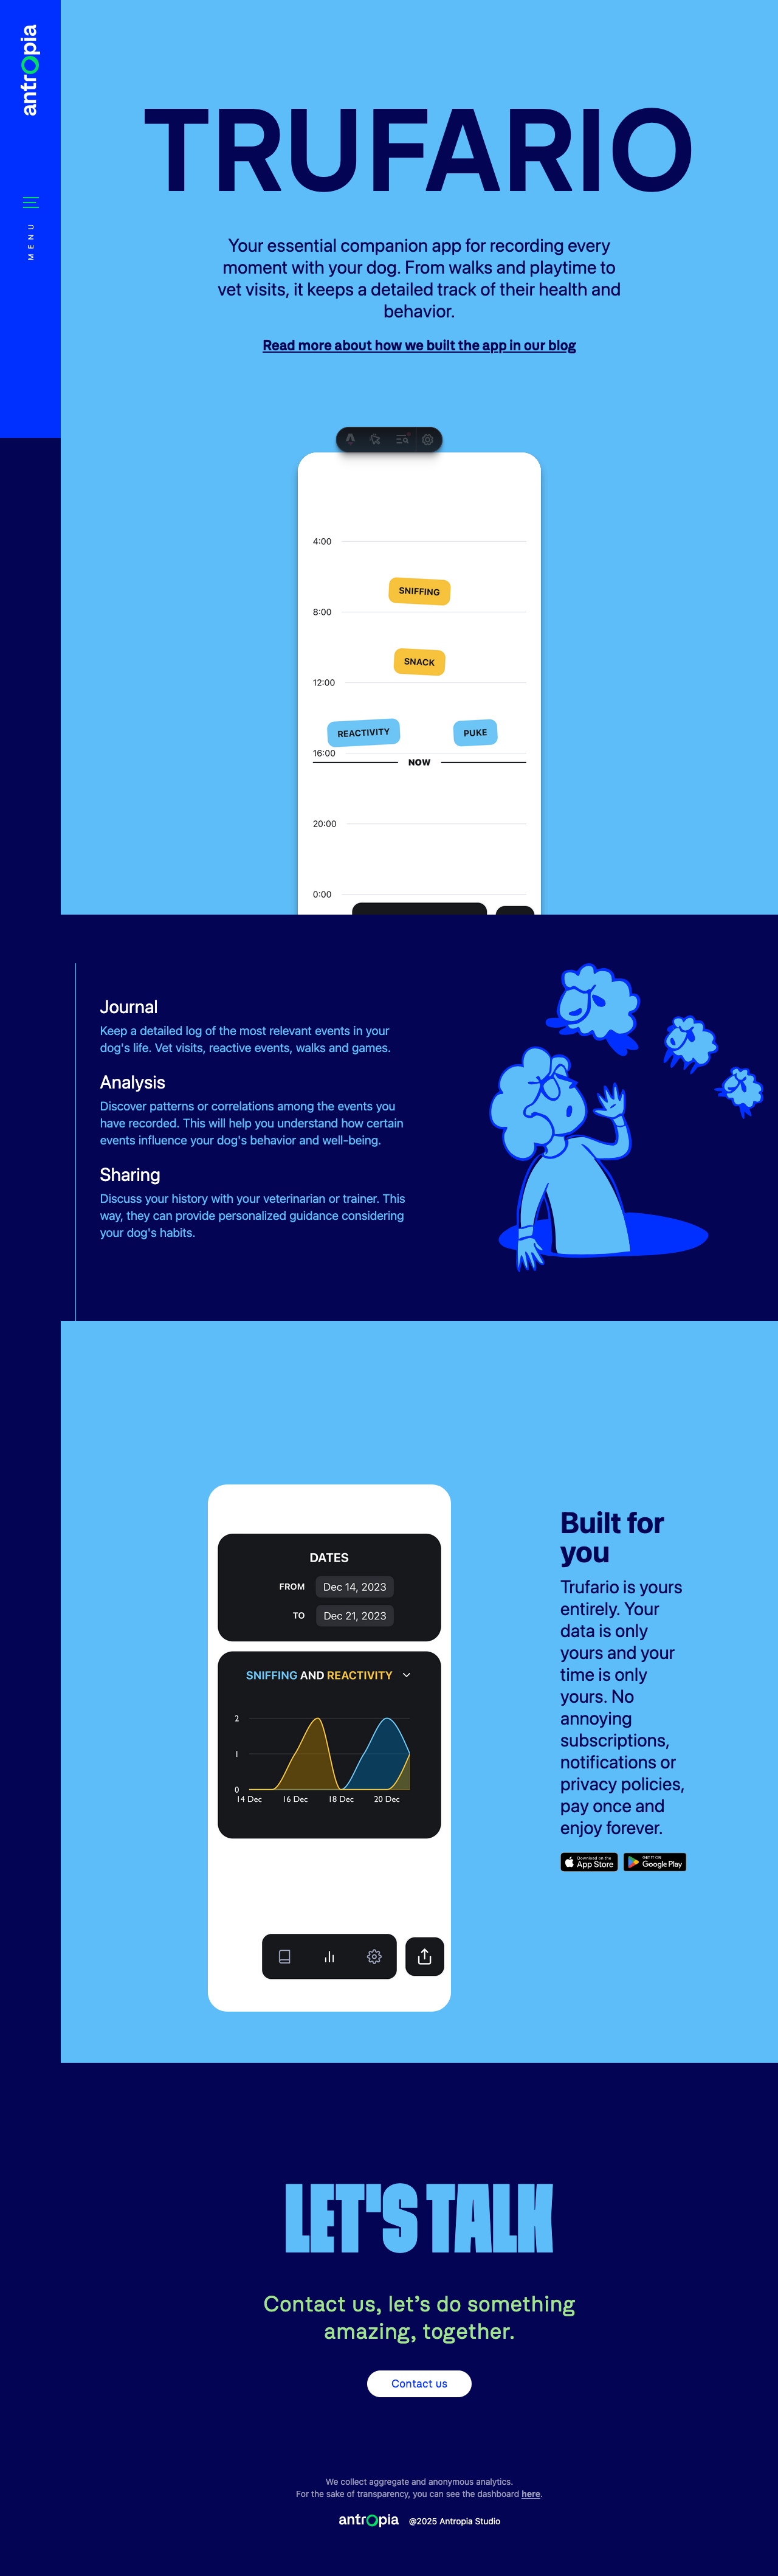 antropia
MENU
TRUFARIO
Your essential companion app for recording every
moment with your dog. From walks and playtime to
vet visits, it keeps a detailed track of their health and
behavior.
Read more about how we built the app in our blog
4:00
SNIFFING
8:00
SNACK
12:00
REACTIVITY
PUKE
16:00
NOW
20:00
0:00
Journal
Keep a detailed log of the most relevant events in your
dog's life. Vet visits, reactive events, walks and games.
Analysis
Discover patterns or correlations among the events you
have recorded. This will help you understand how certain
events influence your dog's behavior and well-being.
Sharing
Discuss your history with your veterinarian or trainer. This
way, they can provide personalized guidance considering
your dog's habits.
DATES
FROM Dec 14, 2023
TO Dec 21, 2023
SNIFFING AND REACTIVITY
2
1
0
14 Dec 16 Dec 18 Dec 20 Dec
Built for
you
Trufario is yours
entirely. Your
data is only
yours and your
time is only
yours. No
annoying
subscriptions,
notifications or
privacy policies,
pay once and
enjoy forever.
Download on the
App Store
GET IT ON
Google Play
LET'S TALK
Contact us, let’s do something
amazing, together.
Contact us
We collect aggregate and anonymous analytics.
For the sake of transparency, you can see the dashboard here.
antropia @2025 Antropia Studio